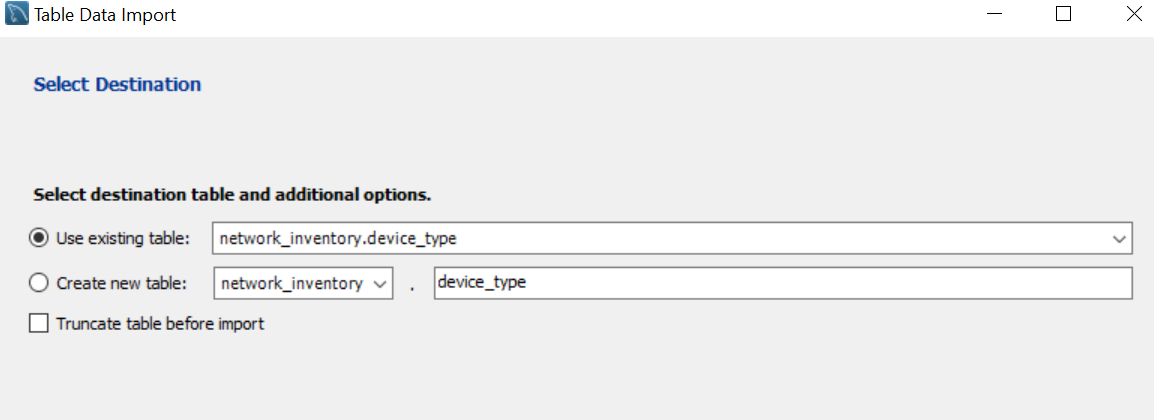 Table Data Import
Select Destination
Select destination table and additional options.
Use existing table: network_inventory.device_type
Create new table: network_inventory . device_type
Truncate table before import